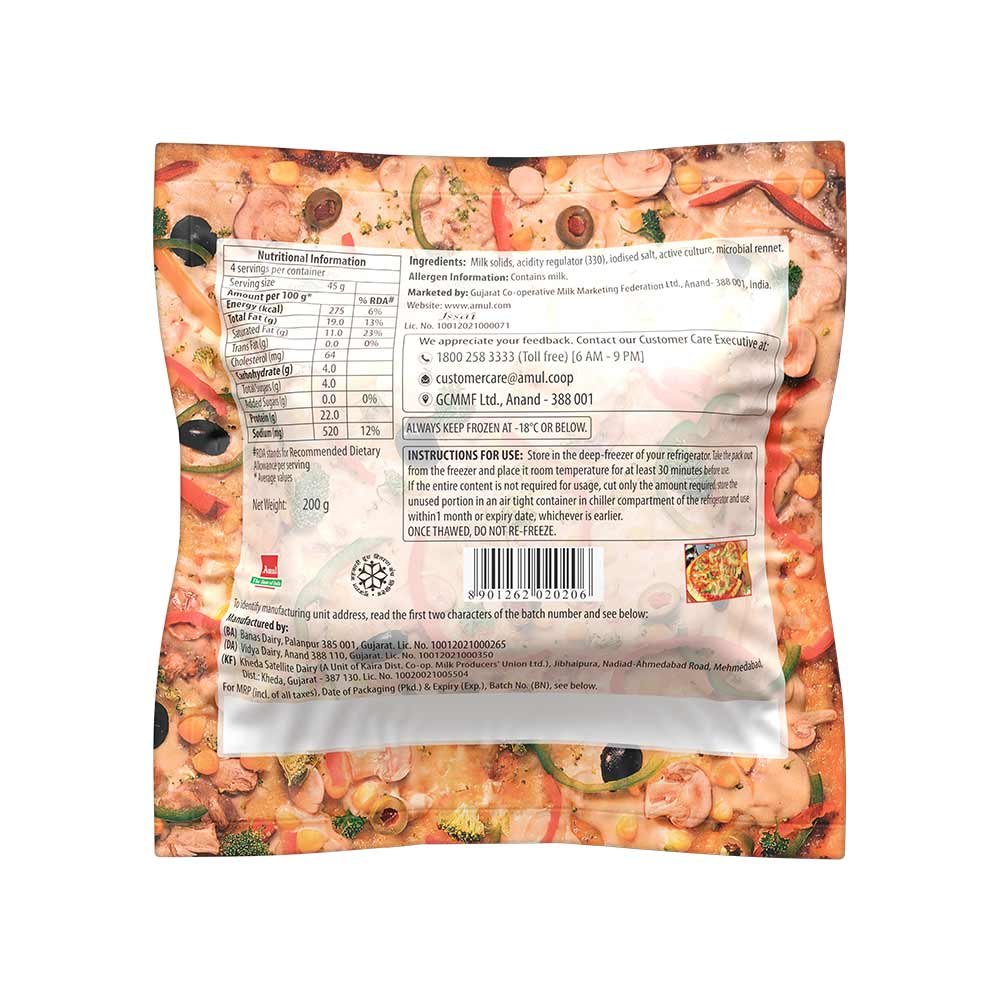 Nutritional Information
4 servings per container
Serving size 45 g
Amount per 100 g* % RDA#
Energy (kcal) 275 6%
Total Fat (g) 19.0 13%
Saturated Fat (g) 11.0 23%
Trans Fat (g) 0.0 0%
Cholesterol (mg) 64
Carbohydrate (g) 4.0
Total Sugars (g) 4.0
Added Sugars (g) 0.0 0%
Protein (g) 22.0
Sodium (mg) 520 12%
#RDA stands for Recommended Dietary
Allowance per serving
* Average values
Net Weight: 200 g
Ingredients: Milk solids, acidity regulator (330), iodised salt, active culture, microbial rennet.
Allergen Information: Contains milk.
Marketed by: Gujarat Co-operative Milk Marketing Federation Ltd., Anand- 388 001, India.
Website: www.amul.com
fssai
Lic. No. 10012021000071
We appreciate your feedback. Contact our Customer Care Executive at:
1800 258 3333 (Toll free) [6 AM - 9 PM]
customercare@amul.coop
GCMMF Ltd., Anand - 388 001
ALWAYS KEEP FROZEN AT -18°C OR BELOW.
INSTRUCTIONS FOR USE: Store in the deep-freezer of your refrigerator. Take the pack out
from the freezer and place it room temperature for at least 30 minutes before use.
If the entire content is not required for usage, cut only the amount required, store the
unused portion in an air tight container in chiller compartment of the refrigerator and use
within1 month or expiry date, whichever is earlier.
ONCE THAWED, DO NOT RE-FREEZE.
Amul
The Taste of India
8 901262 020206
To identify manufacturing unit address, read the first two characters of the batch number and see below:
Manufactured by:
(BA) Banas Dairy, Palanpur 385 001, Gujarat. Lic. No. 10012021000265
(DA) Vidya Dairy, Anand 388 110, Gujarat. Lic. No. 10012021000350
(KF) Kheda Satellite Dairy (A Unit of Kaira Dist. Co-op. Milk Producers' Union Ltd.), Jibhaipura, Nadiad-Ahmedabad Road, Mehmedabad,
Dist.: Kheda, Gujarat - 387 130. Lic. No. 10020021005504
For MRP (incl. of all taxes), Date of Packaging (Pkd.) & Expiry (Exp.), Batch No. (BN), see below.